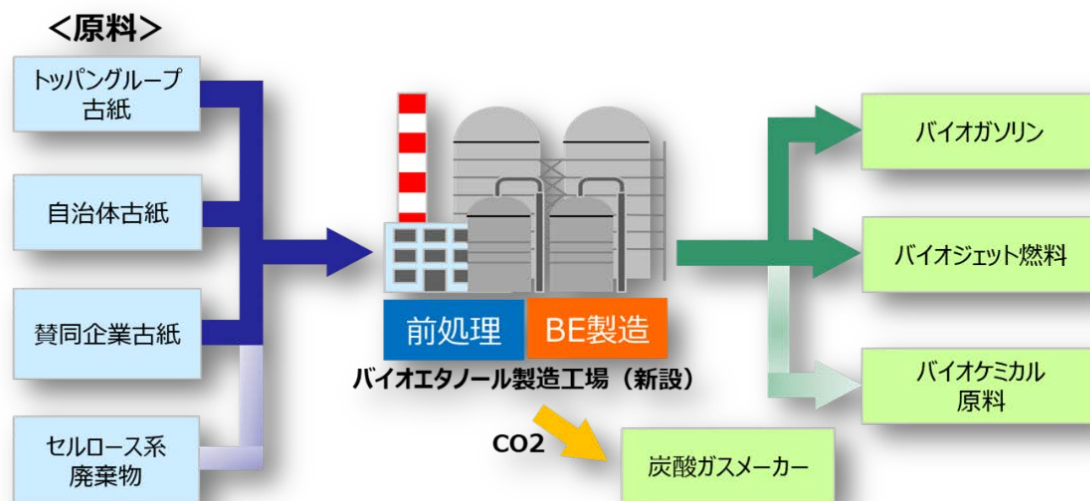 <原料>
トッパングループ
古紙
自治体古紙
賛同企業古紙
セルロース系
廃棄物
前処理
BE製造
バイオエタノール製造工場（新設）
CO2
炭酸ガスメーカー
バイオガソリン
バイオジェット燃料
バイオケミカル
原料